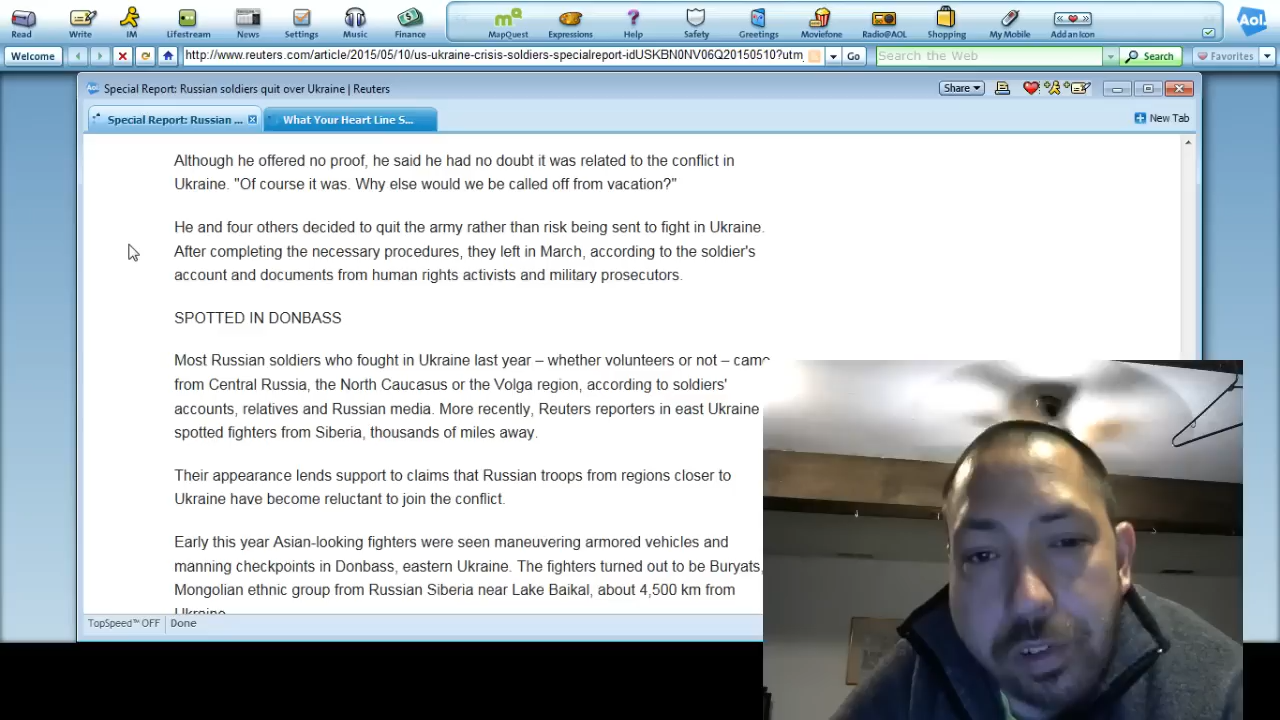 Read
Write
IM
Lifestream
News
Settings
Music
Finance
mQ
MapQuest
Expressions
Help
Safety
Greetings
Moviefone
Radio@AOL
Shopping
My Mobile
Add an Icon
Aol.
Welcome
http://www.reuters.com/article/2015/05/10/us-ukraine-crisis-soldiers-specialreport-idUSKBN0NV06Q20150510?utm_
Go
Search the Web
Search
Favorites
Special Report: Russian soldiers quit over Ukraine | Reuters
Share
Special Report: Russian ...
What Your Heart Line S...
New Tab
Although he offered no proof, he said he had no doubt it was related to the conflict in
Ukraine. "Of course it was. Why else would we be called off from vacation?"
He and four others decided to quit the army rather than risk being sent to fight in Ukraine.
After completing the necessary procedures, they left in March, according to the soldier's
account and documents from human rights activists and military prosecutors.
SPOTTED IN DONBASS
Most Russian soldiers who fought in Ukraine last year – whether volunteers or not – came
from Central Russia, the North Caucasus or the Volga region, according to soldiers'
accounts, relatives and Russian media. More recently, Reuters reporters in east Ukraine
spotted fighters from Siberia, thousands of miles away.
Their appearance lends support to claims that Russian troops from regions closer to
Ukraine have become reluctant to join the conflict.
Early this year Asian-looking fighters were seen maneuvering armored vehicles and
manning checkpoints in Donbass, eastern Ukraine. The fighters turned out to be Buryats,
Mongolian ethnic group from Russian Siberia near Lake Baikal, about 4,500 km from
Ukraine.
TopSpeed™ OFF
Done